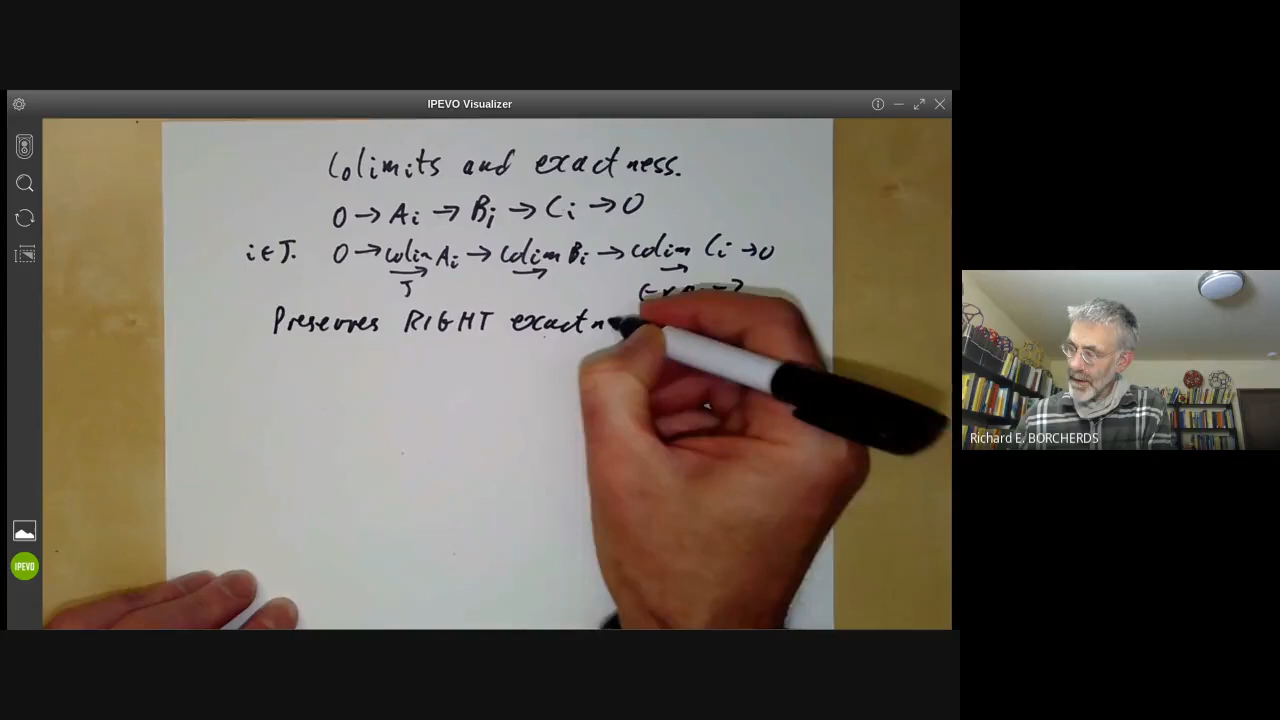 IPEVO Visualizer
Colimits and exactness.
0 → Ai → Bi → Ci → 0
i ∈ J. 0 → colim Ai → colim Bi → colim Ci → 0
J
Preserves RIGHT exactn
Richard E. BORCHERDS
IPEVO